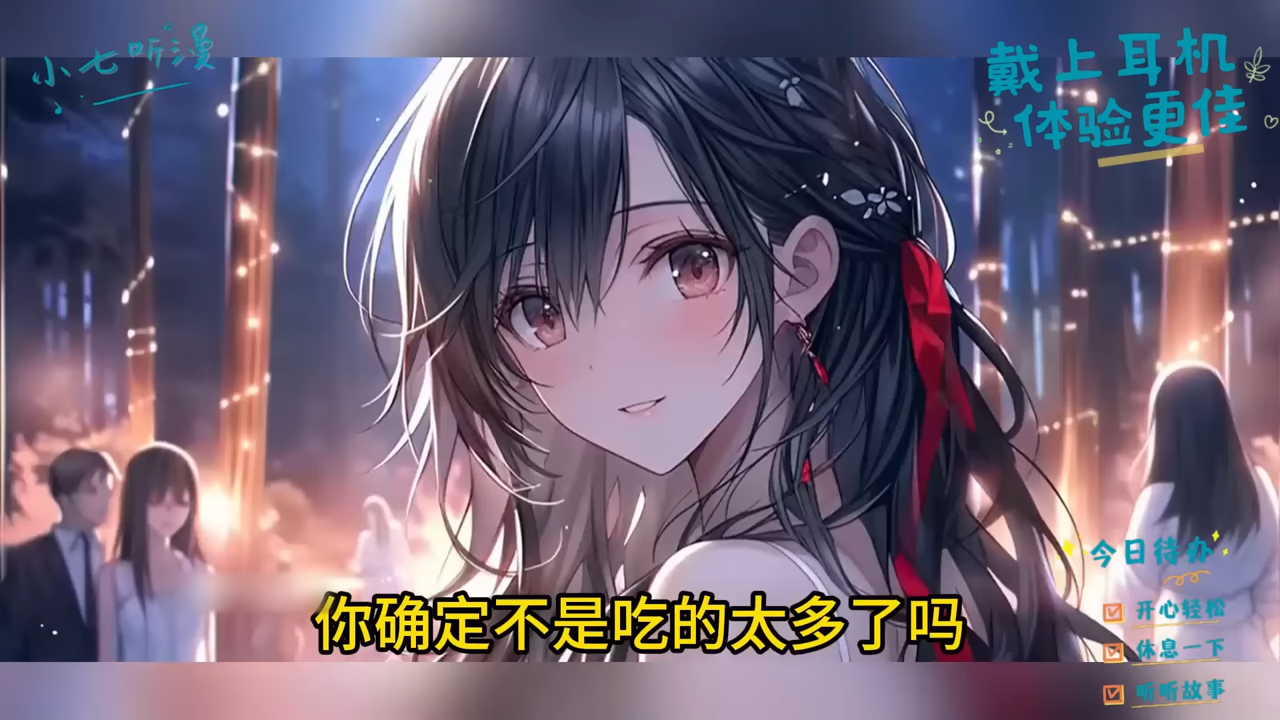 小七听漫
戴上耳机
体验更佳
今日待办
开心轻松
休息一下
听听故事
你确定不是吃的太多了吗